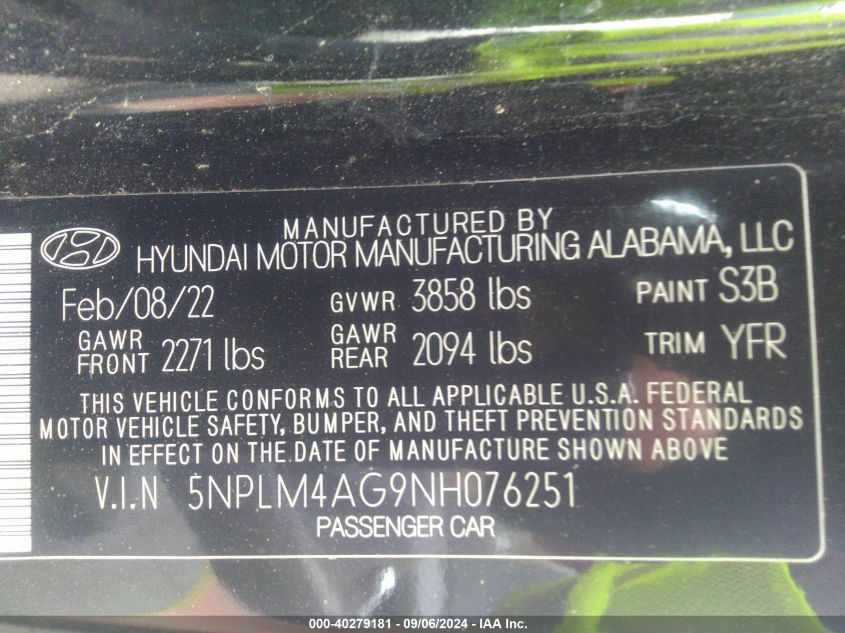 MANUFACTURED BY
HYUNDAI MOTOR MANUFACTURING ALABAMA, LLC
Feb/08/22 GVWR 3858 lbs PAINT S3B
GAWR FRONT 2271 lbs GAWR REAR 2094 lbs TRIM YFR
THIS VEHICLE CONFORMS TO ALL APPLICABLE U.S.A. FEDERAL
MOTOR VEHICLE SAFETY, BUMPER, AND THEFT PREVENTION STANDARDS
IN EFFECT ON THE DATE OF MANUFACTURE SHOWN ABOVE
V.I.N 5NPLM4AG9NH076251
PASSENGER CAR
000-40279181 - 09/06/2024 - IAA Inc.